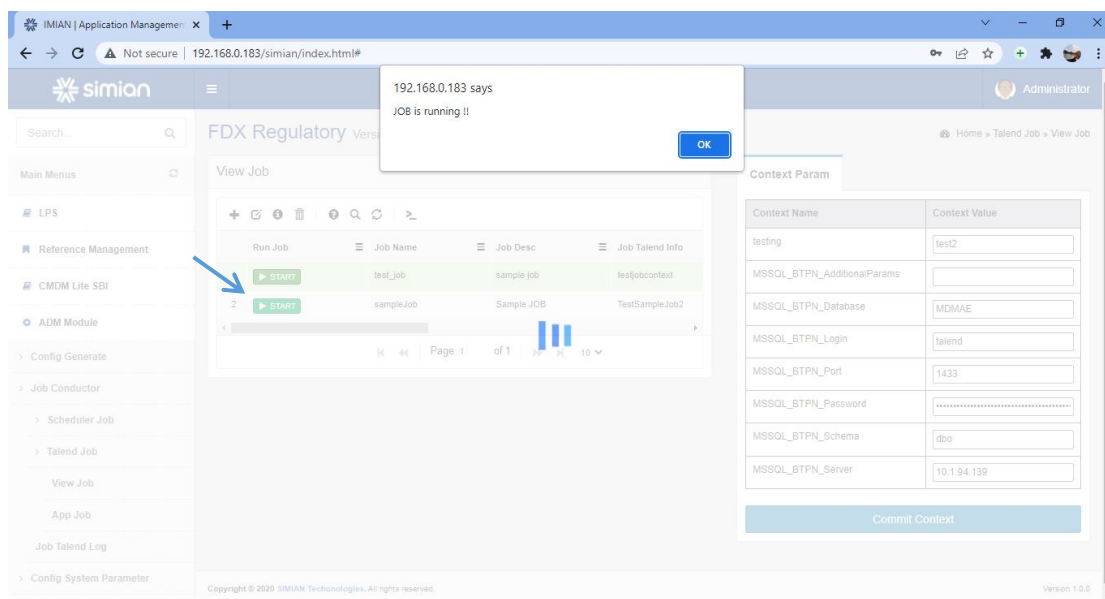 IMIAN | Application Managemen
Not secure | 192.168.0.183/simian/index.html#
simian
Administrator
192.168.0.183 says
JOB is running !!
OK
Search...
FDX Regulatory Versi
Home » Talend Job » View Job
Main Menus
View Job
Context Param
LPS
Reference Management
CMDM Lite SBI
ADM Module
> Config Generate
> Job Conductor
> Scheduler Job
> Talend Job
View Job
App Job
Job Talend Log
> Config System Parameter
Run Job Job Name Job Desc Job Talend Info
START test_job sample job testjobcontext
2 START sampleJob Sample JOB TestSampleJob2
Page 1 of 1 10
Context Name Context Value
testing test2
MSSQL_BTPN_AdditionalParams
MSSQL_BTPN_Database MDMAE
MSSQL_BTPN_Login talend
MSSQL_BTPN_Port 1433
MSSQL_BTPN_Password
MSSQL_BTPN_Schema dbo
MSSQL_BTPN_Server 10.1.94.139
Commit Context
Copyright © 2020 SIMIAN Techonologies. All rights reserved.
Version 1.0.0